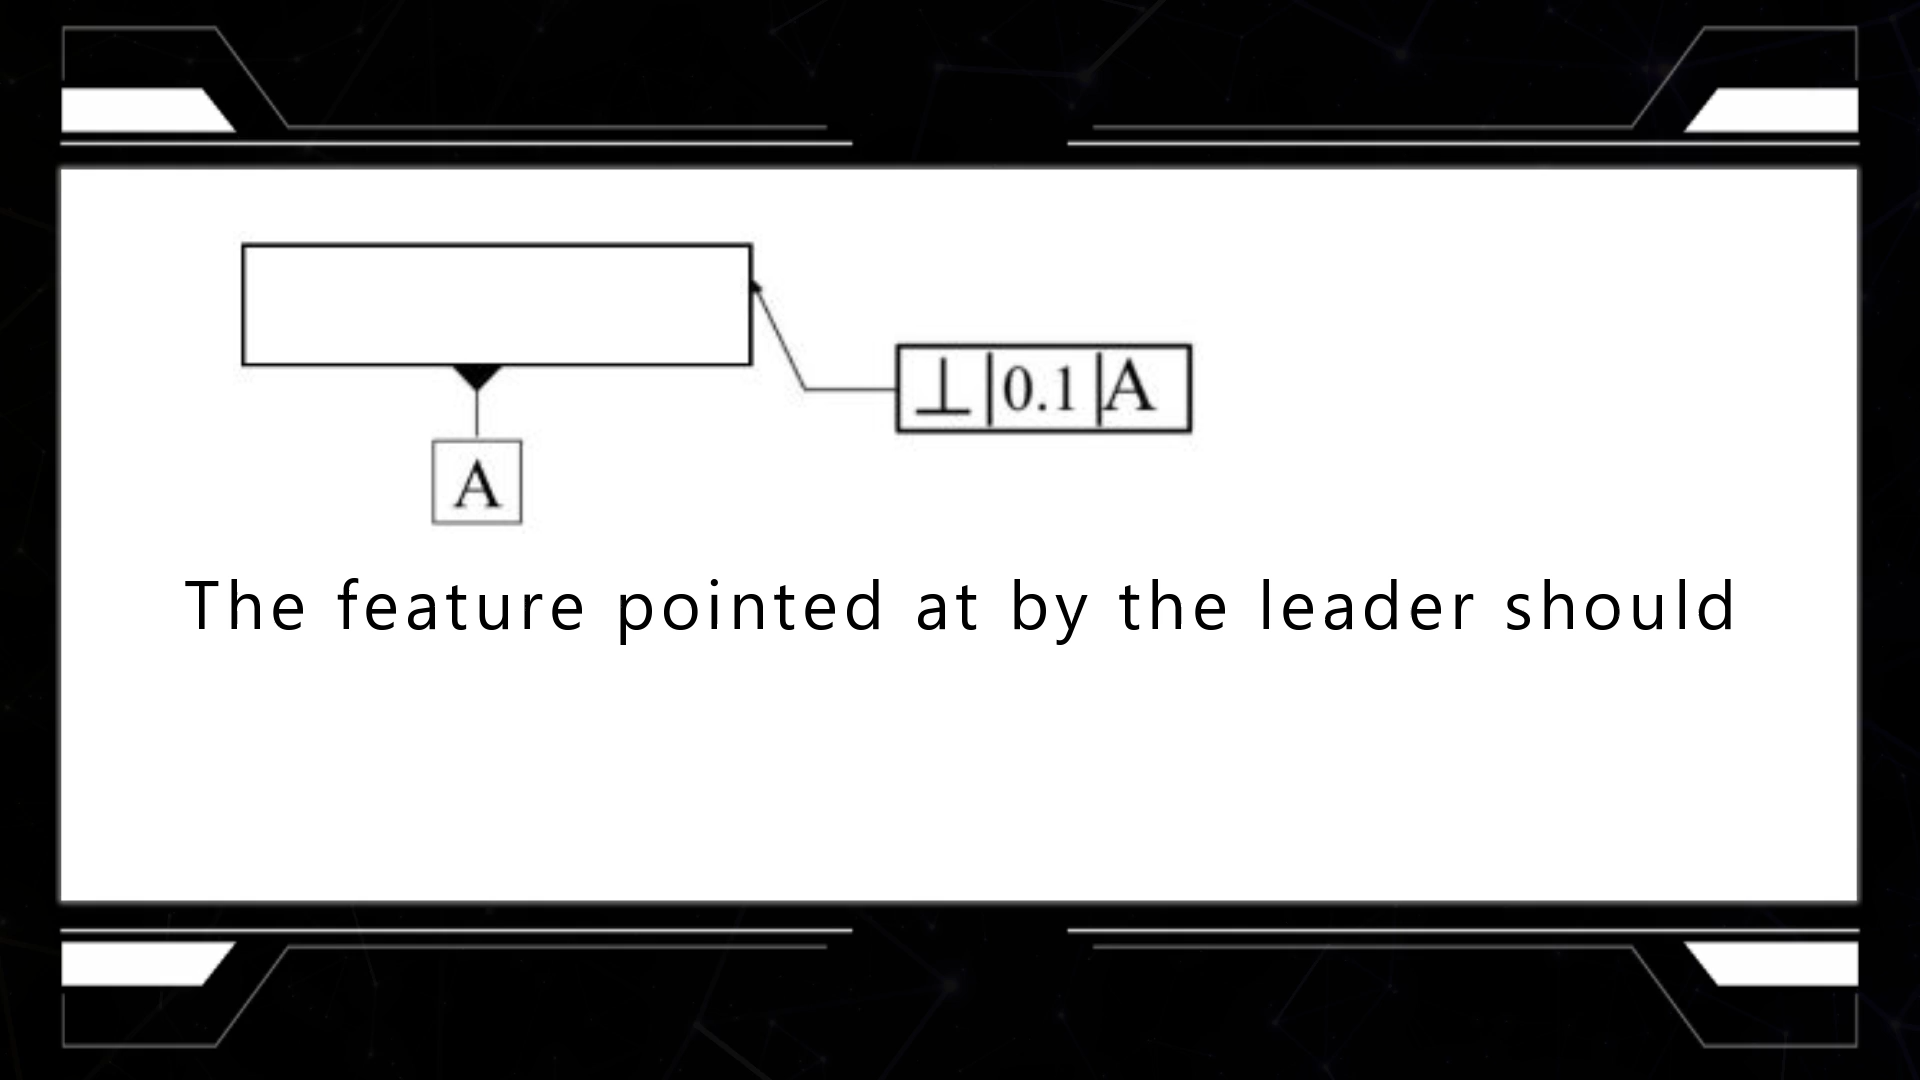 ⊥|0.1|A
A
The feature pointed at by the leader should